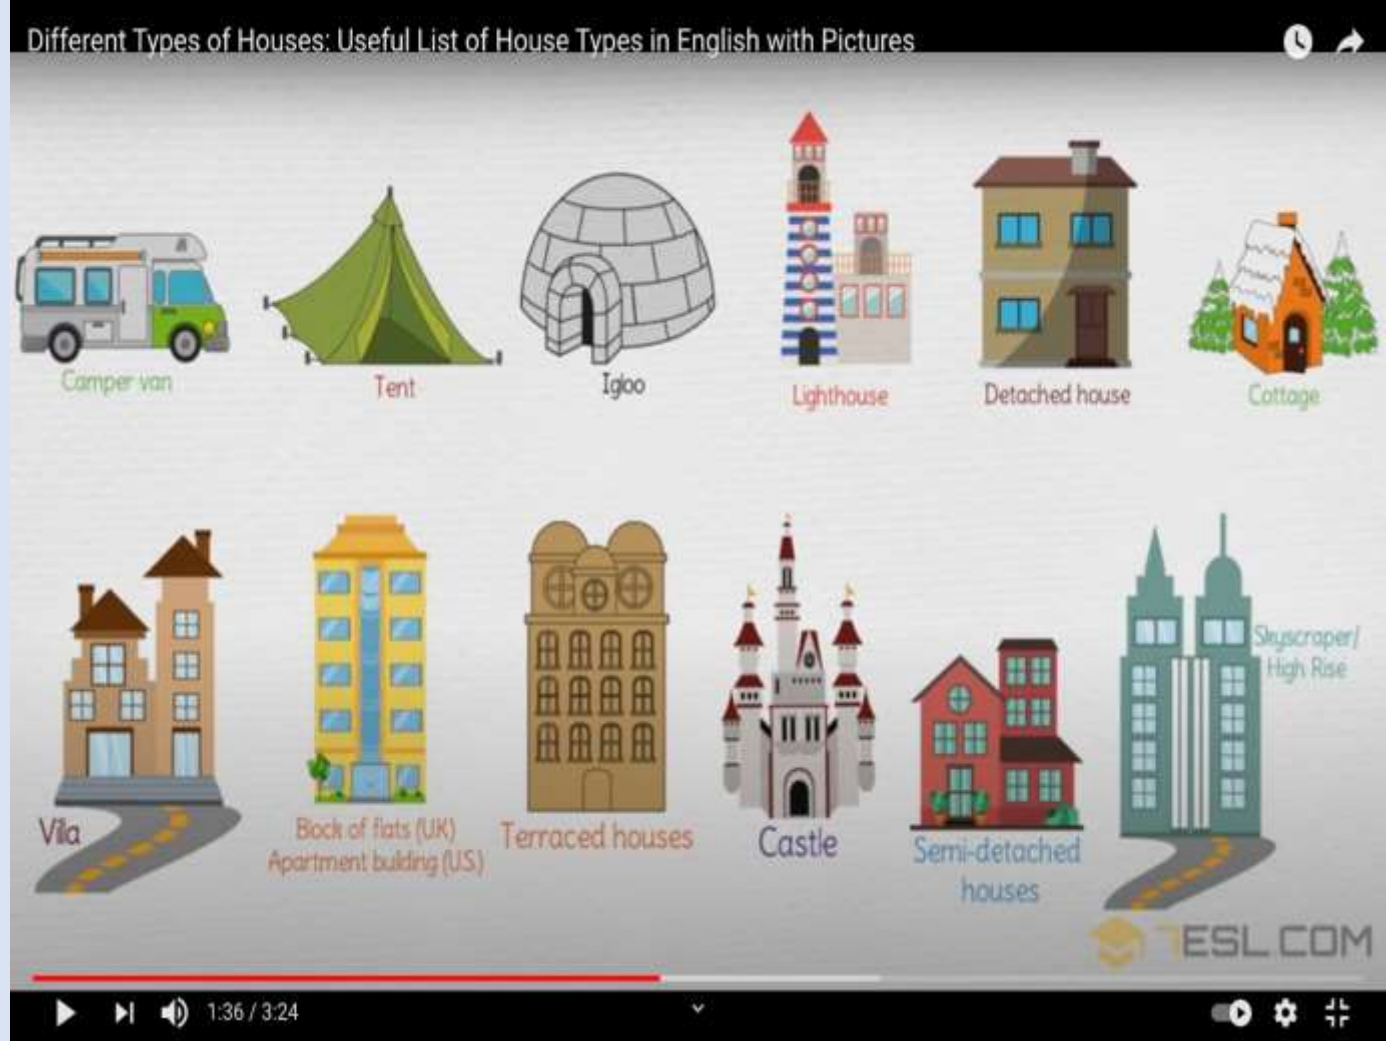 Different Types of Houses: Useful List of House Types in English with Pictures
Camper van
Tent
Igloo
Lighthouse
Detached house
Cottage
Villa
Block of flats (UK)
Apartment building (U.S.)
Terraced houses
Castle
Semi-detached
houses
Skyscraper/
High Rise
7ESL.COM
1:36 / 3:24